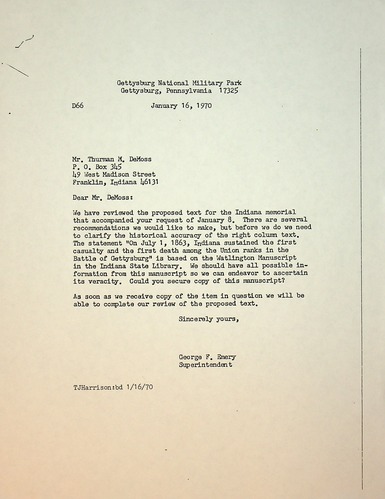 Gettysburg National Military Park
Gettysburg, Pennsylvania 17325
D66 January 16, 1970
Mr. Thurman M. DeMoss
P. O. Box 345
49 West Madison Street
Franklin, Indiana 46131
Dear Mr. DeMoss:
We have reviewed the proposed text for the Indiana memorial
that accompanied your request of January 8. There are several
recommendations we would like to make, but before we do we need
to clarify the historical accuracy of the right column text.
The statement "On July 1, 1863, Indiana sustained the first
casualty and the first death among the Union ranks in the
Battle of Gettysburg" is based on the Watlington Manuscript
in the Indiana State Library. We should have all possible in-
formation from this manuscript so we can endeavor to ascertain
its veracity. Could you secure copy of this manuscript?
As soon as we receive copy of the item in question we will be
able to complete our review of the proposed text.
Sincerely yours,
George F. Emery
Superintendent
TJHarrison:bd 1/16/70